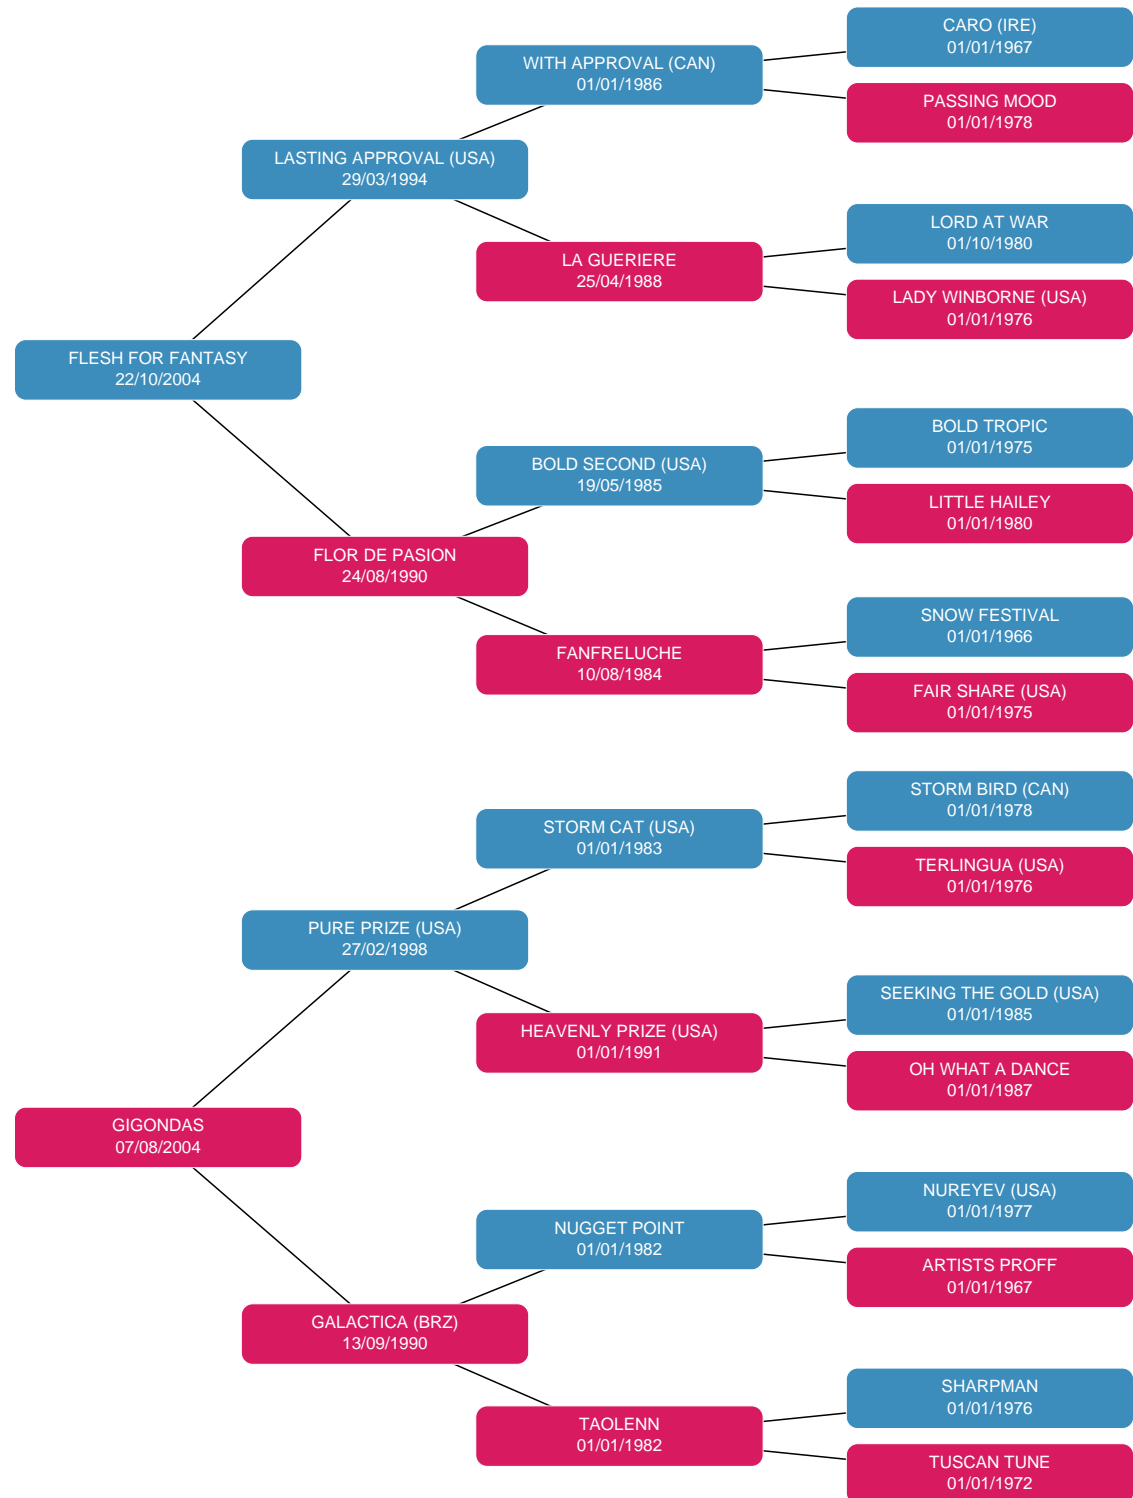 CARO (IRE)
01/01/1967
WITH APPROVAL (CAN)
01/01/1986
PASSING MOOD
01/01/1978
LASTING APPROVAL (USA)
29/03/1994
LORD AT WAR
01/10/1980
LA GUERIERE
25/04/1988
LADY WINBORNE (USA)
01/01/1976
FLESH FOR FANTASY
22/10/2004
BOLD TROPIC
01/01/1975
BOLD SECOND (USA)
19/05/1985
LITTLE HAILEY
01/01/1980
FLOR DE PASION
24/08/1990
SNOW FESTIVAL
01/01/1966
FANFRELUCHE
10/08/1984
FAIR SHARE (USA)
01/01/1975
STORM BIRD (CAN)
01/01/1978
STORM CAT (USA)
01/01/1983
TERLINGUA (USA)
01/01/1976
PURE PRIZE (USA)
27/02/1998
SEEKING THE GOLD (USA)
01/01/1985
HEAVENLY PRIZE (USA)
01/01/1991
OH WHAT A DANCE
01/01/1987
GIGONDAS
07/08/2004
NUREYEV (USA)
01/01/1977
NUGGET POINT
01/01/1982
ARTISTS PROFF
01/01/1967
GALACTICA (BRZ)
13/09/1990
SHARPMAN
01/01/1976
TAOLENN
01/01/1982
TUSCAN TUNE
01/01/1972